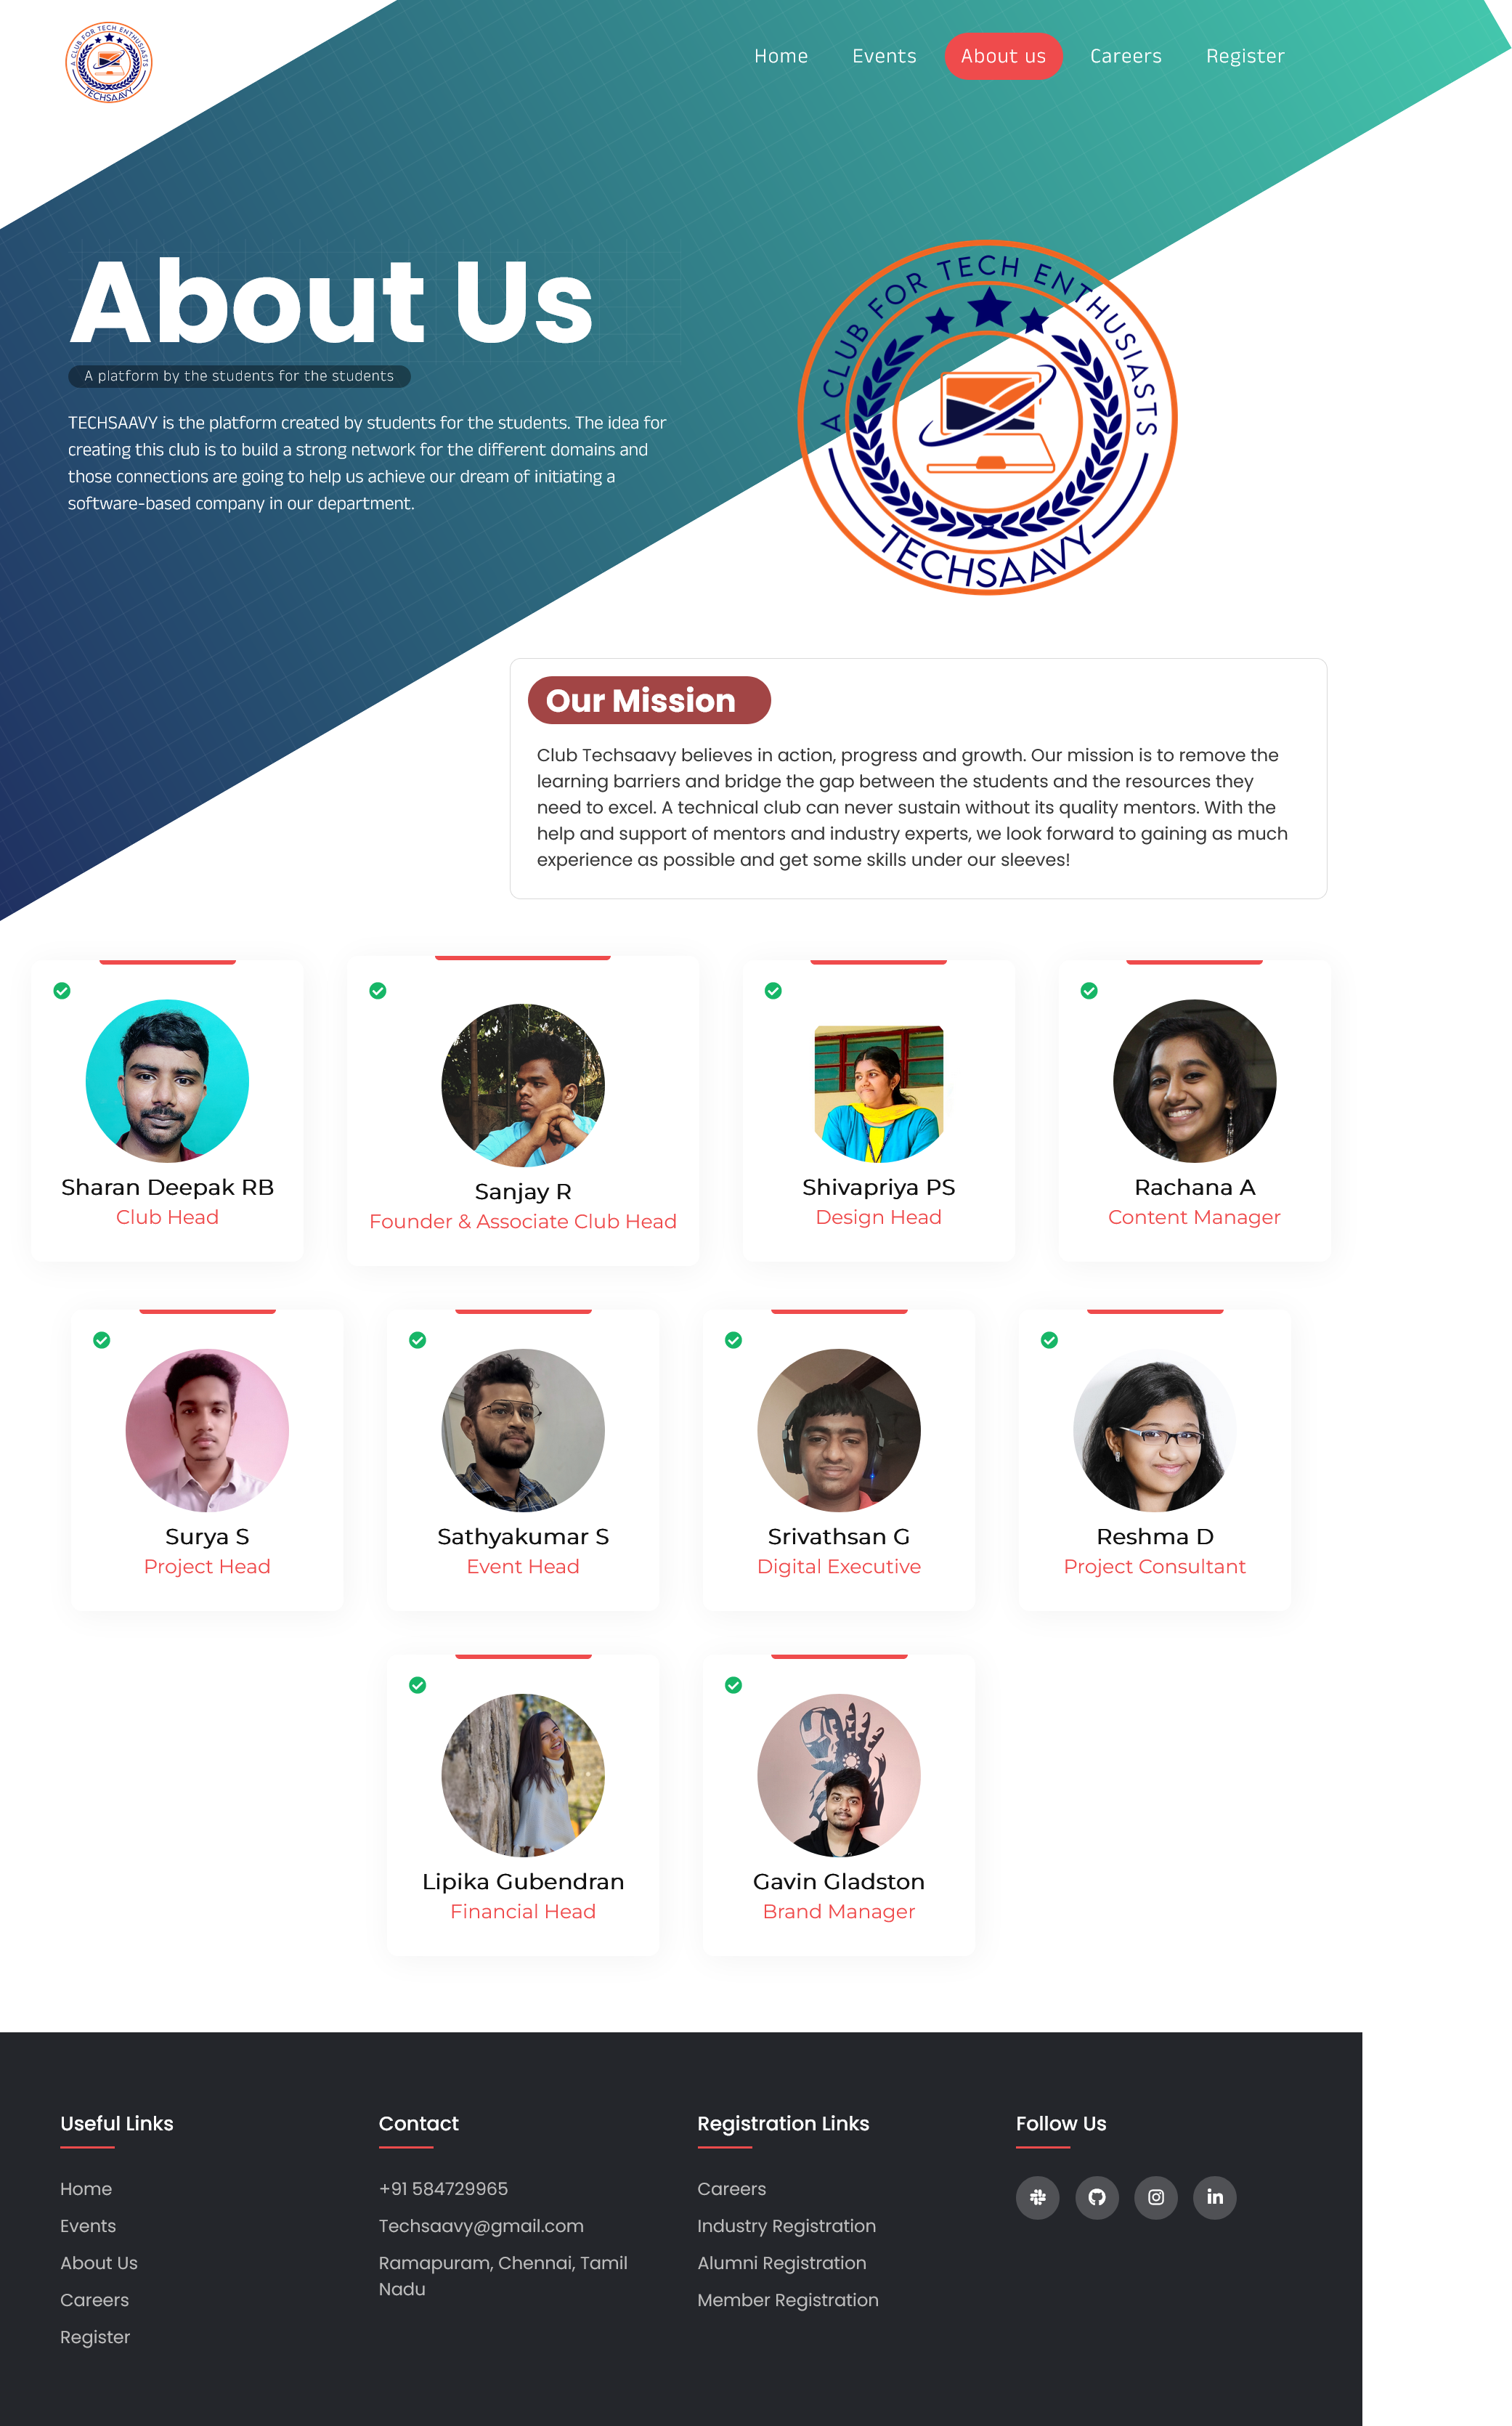 A CLUB FOR TECH ENTHUSIASTS
TECHSAAVY
Home
Events
About us
Careers
Register
About Us
A platform by the students for the students
TECHSAAVY is the platform created by students for the students. The idea for
creating this club is to build a strong network for the different domains and
those connections are going to help us achieve our dream of initiating a
software-based company in our department.
A CLUB FOR TECH ENTHUSIASTS
TECHSAAVY
Our Mission
Club Techsaavy believes in action, progress and growth. Our mission is to remove the
learning barriers and bridge the gap between the students and the resources they
need to excel. A technical club can never sustain without its quality mentors. With the
help and support of mentors and industry experts, we look forward to gaining as much
experience as possible and get some skills under our sleeves!
Sharan Deepak RB
Club Head
Sanjay R
Founder & Associate Club Head
Shivapriya PS
Design Head
Rachana A
Content Manager
Surya S
Project Head
Sathyakumar S
Event Head
Srivathsan G
Digital Executive
Reshma D
Project Consultant
Lipika Gubendran
Financial Head
Gavin Gladston
Brand Manager
Useful Links
Home
Events
About Us
Careers
Register
Contact
+91 584729965
Techsaavy@gmail.com
Ramapuram, Chennai, Tamil
Nadu
Registration Links
Careers
Industry Registration
Alumni Registration
Member Registration
Follow Us
in